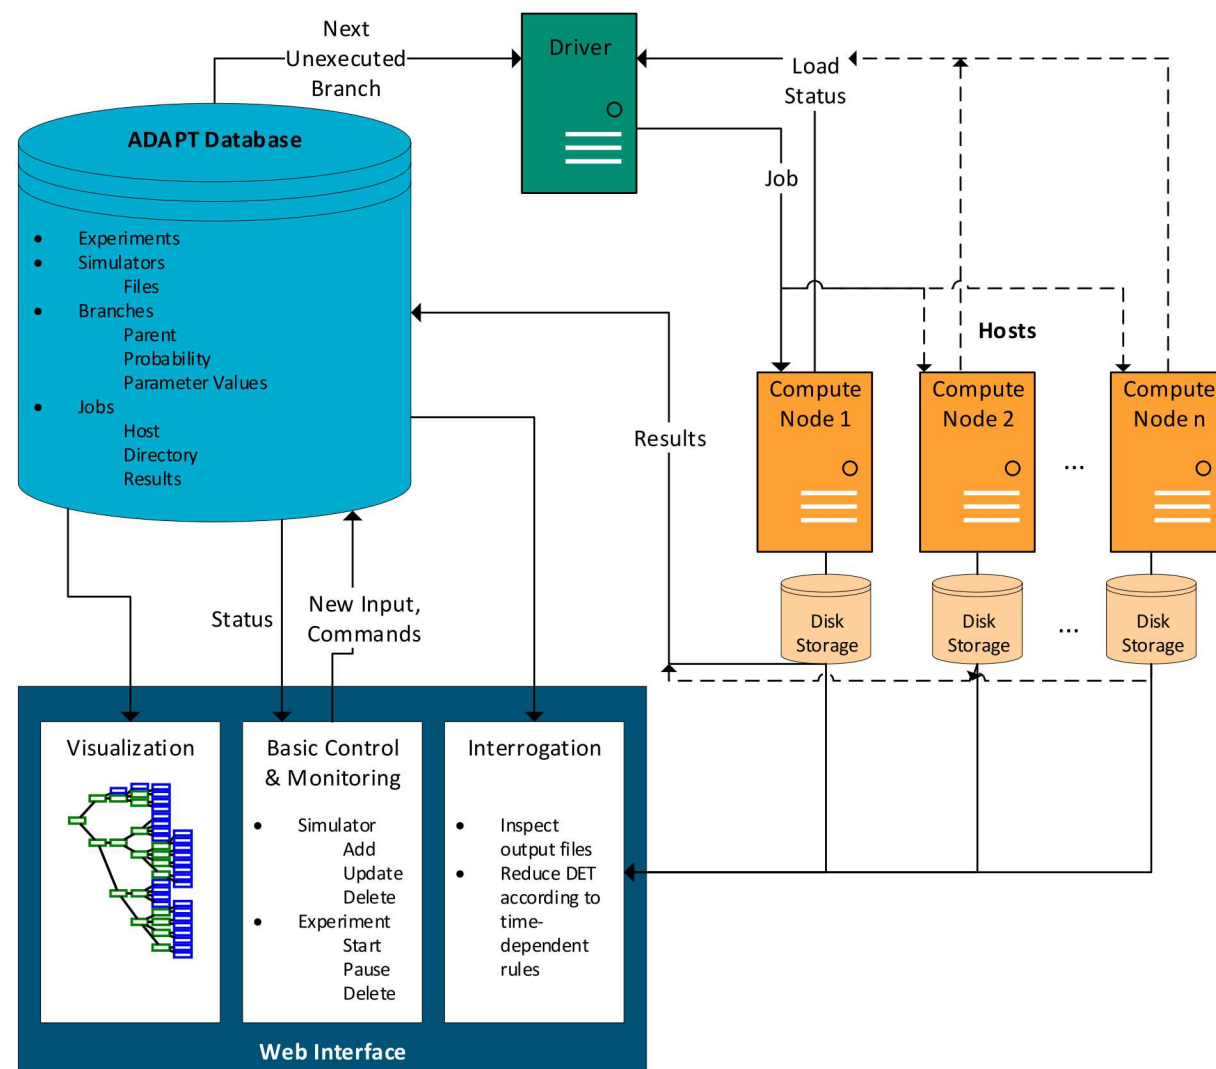 Next
Unexecuted
Branch
Driver
Load
Status
ADAPT Database
Job
• Experiments
• Simulators
Files
• Branches
Parent
Probability
Parameter Values
• Jobs
Host
Directory
Results
Hosts
Compute
Node 1
Compute
Node 2
Compute
Node n
...
Results
Disk
Storage
Disk
Storage
...
Disk
Storage
Status
New Input,
Commands
Visualization
Basic Control
& Monitoring
• Simulator
Add
Update
Delete
• Experiment
Start
Pause
Delete
Interrogation
• Inspect
output files
• Reduce DET
according to
time-
dependent
rules
Web Interface